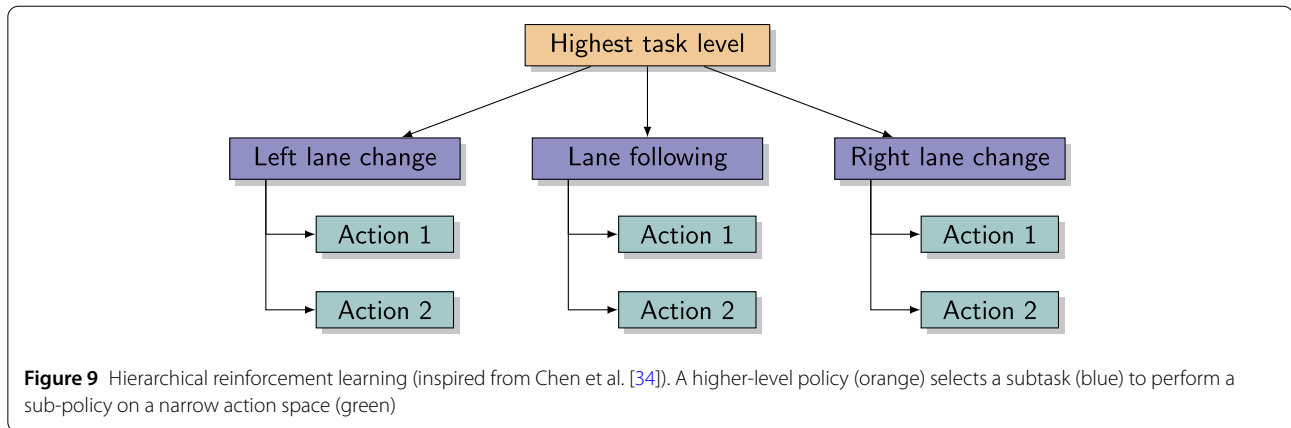 Highest task level
Left lane change
Lane following
Right lane change
Action 1
Action 1
Action 1
Action 2
Action 2
Action 2
Figure 9 Hierarchical reinforcement learning (inspired from Chen et al. [34]). A higher-level policy (orange) selects a subtask (blue) to perform a
sub-policy on a narrow action space (green)